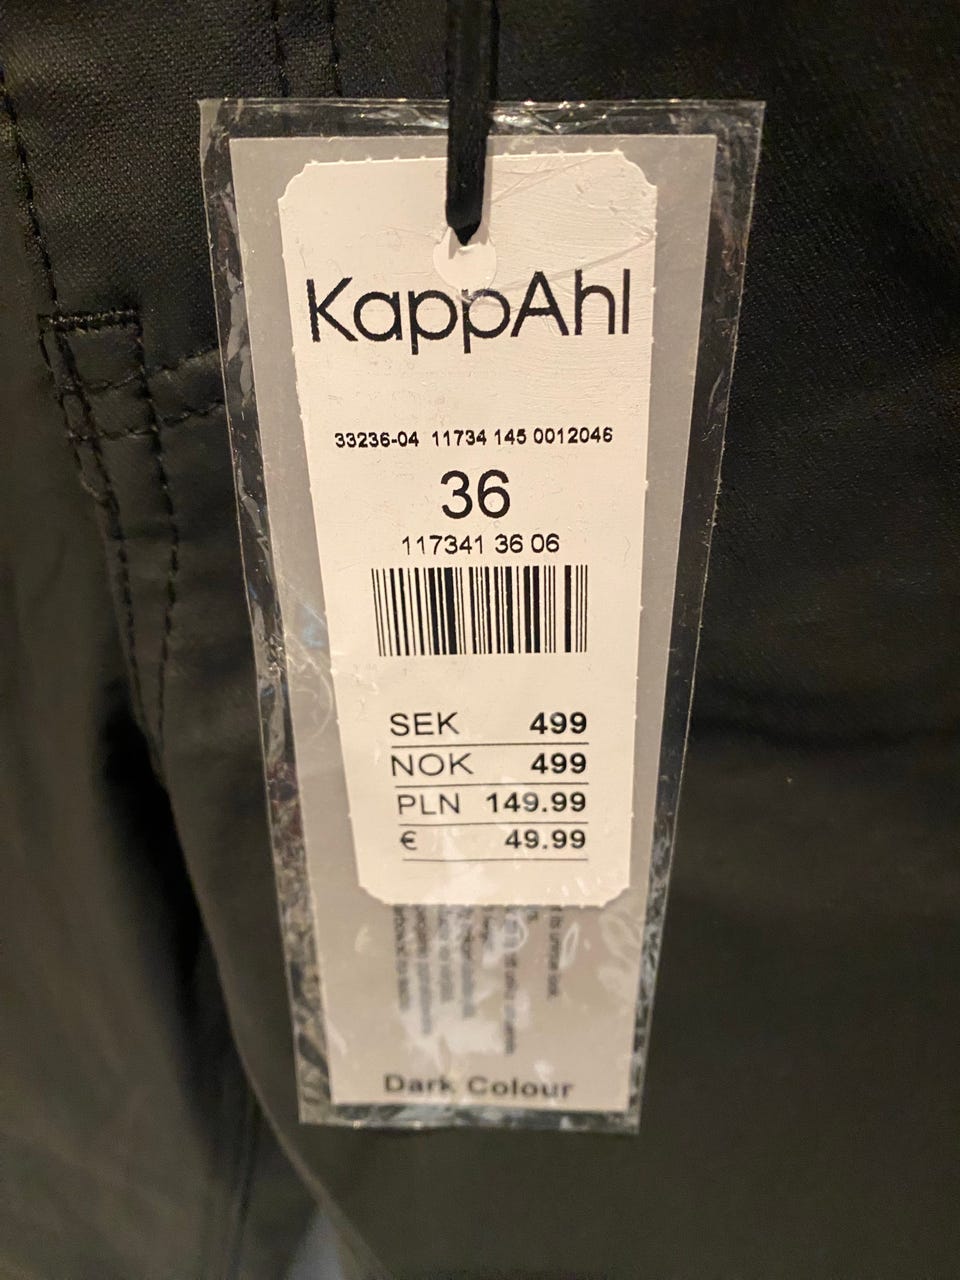 KappAhl
33236-04 11734 145 0012046
36
117341 36 06
SEK 499
NOK 499
PLN 149.99
€ 49.99
Dark Colour